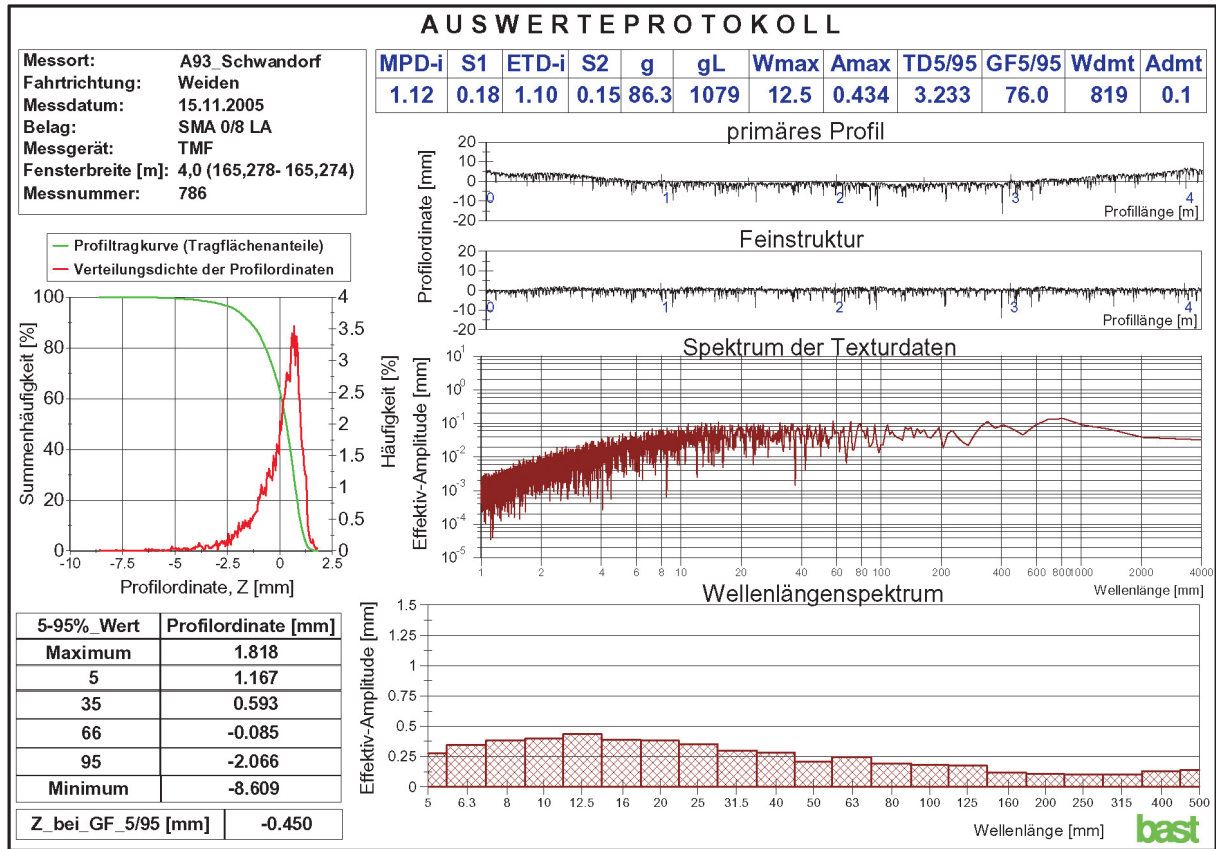 AUSWERTEPROTOKOLL
Messort: A93_Schwandorf
Fahrtrichtung: Weiden
Messdatum: 15.11.2005
Belag: SMA 0/8 LA
Messgerät: TMF
Fensterbreite [m]: 4,0 (165,278- 165,274)
Messnummer: 786
MPD-i S1 ETD-i S2 g gL Wmax Amax TD5/95 GF5/95 Wdmt Admt
1.12 0.18 1.10 0.15 86.3 1079 12.5 0.434 3.233 76.0 819 0.1
primäres Profil
Profilordinate [mm]
20
10
0
-10
-20
0 1 2 3 4
Profillänge [m]
Feinstruktur
Profilordinate [mm]
20
10
0
-10
-20
0 1 2 3 4
Profillänge [m]
Profiltragkurve (Tragflächenanteile)
Verteilungsdichte der Profilordinaten
Summenhäufigkeit [%]
100
80
60
40
20
0
Häufigkeit [%]
4
3.5
3
2.5
2
1.5
1
0.5
0
-10 -7.5 -5 -2.5 0 2.5
Profilordinate, Z [mm]
Spektrum der Texturdaten
Effektiv-Amplitude [mm]
10^1
10^0
10^-1
10^-2
10^-3
10^-4
10^-5
1 2 4 6 8 10 20 40 60 80 100 200 400 600 800 1000 2000 4000
Wellenlänge [mm]
5-95%_Wert Profilordinate [mm]
Maximum 1.818
5 1.167
35 0.593
66 -0.085
95 -2.066
Minimum -8.609
Z_bei_GF_5/95 [mm] -0.450
Wellenlängenspektrum
Effektiv-Amplitude [mm]
1.5
1.25
1
0.75
0.5
0.25
0
5 6.3 8 10 12.5 16 20 25 31.5 40 50 63 80 100 125 160 200 250 315 400 500
Wellenlänge [mm]
bast